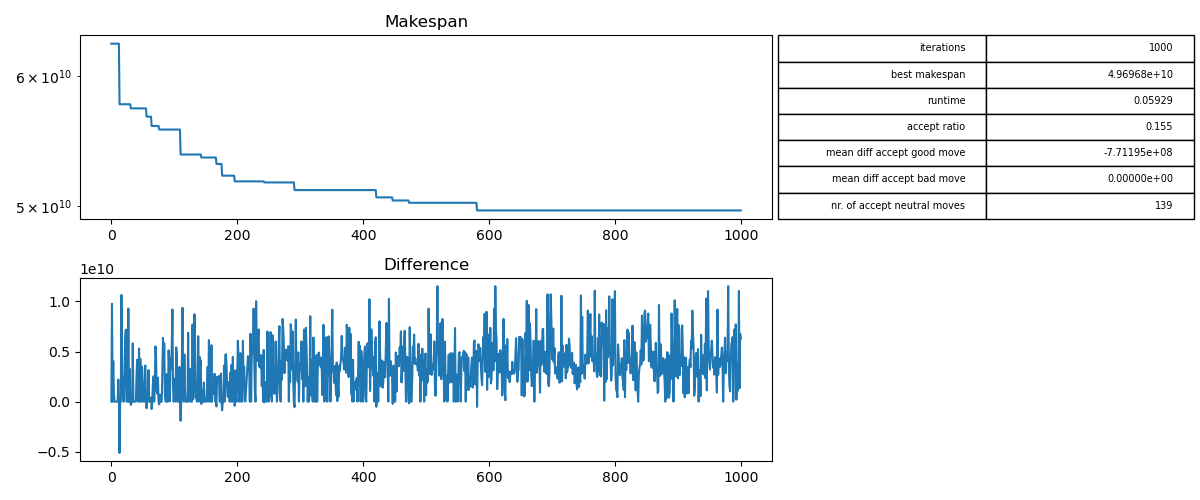 Makespan
6 × 10^10
5 × 10^10
0 200 400 600 800 1000
iterations 1000
best makespan 4.96968e+10
runtime 0.05929
accept ratio 0.155
mean diff accept good move -7.71195e+08
mean diff accept bad move 0.00000e+00
nr. of accept neutral moves 139
Difference
1e10
1.0
0.5
0.0
−0.5
0 200 400 600 800 1000